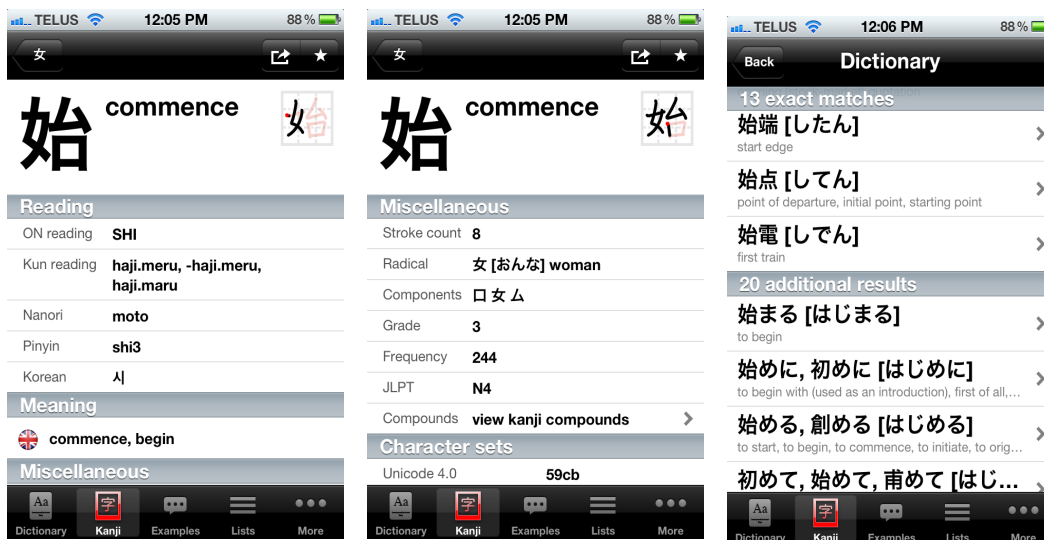 TELUS 12:05 PM 88%
女
始 commence
Reading
ON reading SHI
Kun reading haji.meru, -haji.meru,
haji.maru
Nanori moto
Pinyin shi3
Korean 시
Meaning
commence, begin
Miscellaneous
Aa 字
Dictionary Kanji Examples Lists More
TELUS 12:05 PM 88%
女
始 commence
Miscellaneous
Stroke count 8
Radical 女 [おんな] woman
Components 口 女 ム
Grade 3
Frequency 244
JLPT N4
Compounds view kanji compounds
Character sets
Unicode 4.0 59cb
Aa 字
Dictionary Kanji Examples Lists More
TELUS 12:06 PM 88%
Back Dictionary
13 exact matches
始端 [したん]
start edge
始点 [してん]
point of departure, initial point, starting point
始電 [しでん]
first train
20 additional results
始まる [はじまる]
to begin
始めに, 初めに [はじめに]
to begin with (used as an introduction), first of all,…
始める, 創める [はじめる]
to start, to begin, to commence, to initiate, to orig…
初めて, 始めて, 甫めて [はじ…
Aa 字
Dictionary Kanji Examples Lists More